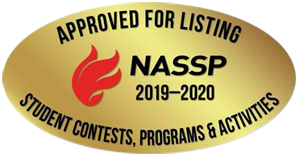 APPROVED FOR LISTING
NASSP
2019–2020
STUDENT CONTESTS, PROGRAMS & ACTIVITIES